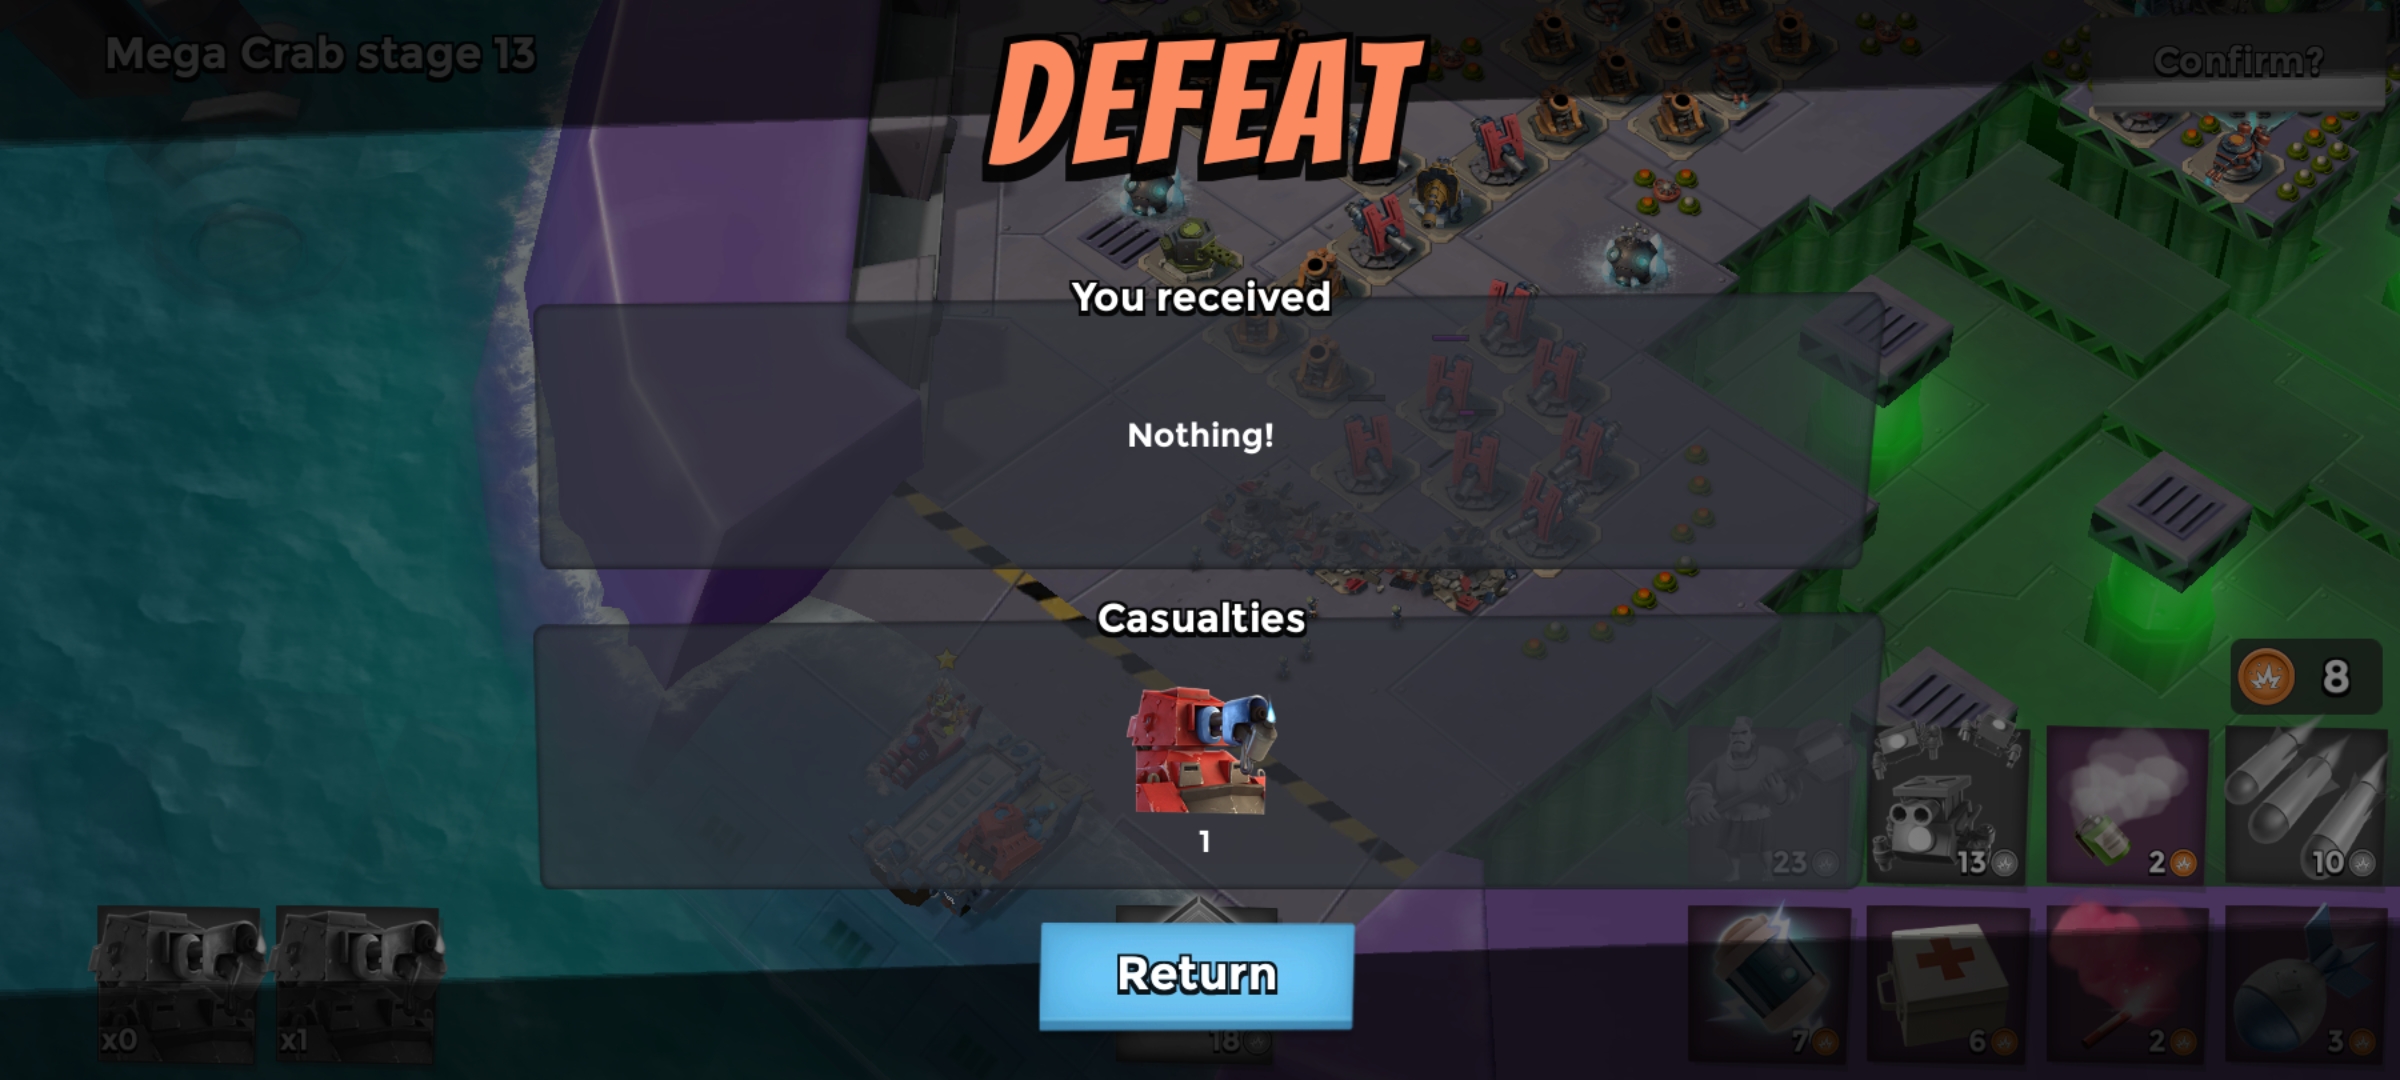 Mega Crab stage 13
DEFEAT
Confirm?
You received
Nothing!
Casualties
1
8
23
13
2
10
Return
x0
x1
18
7
6
2
3